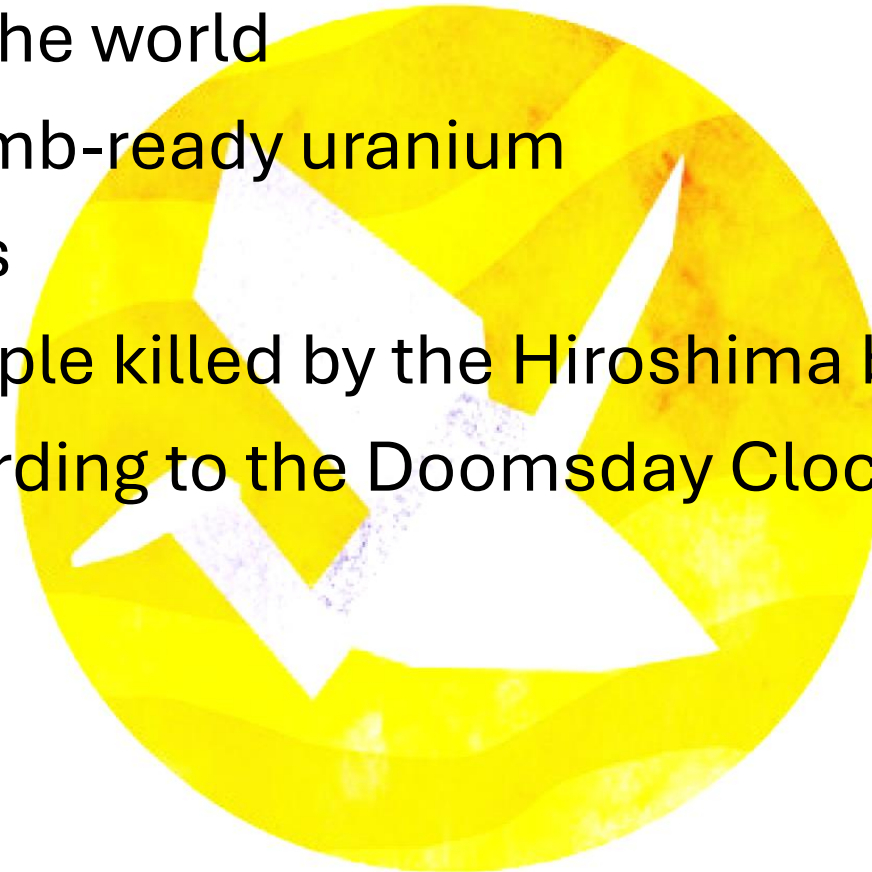 he world
mb-ready uranium
s
ple killed by the Hiroshima
rding to the Doomsday Cloc